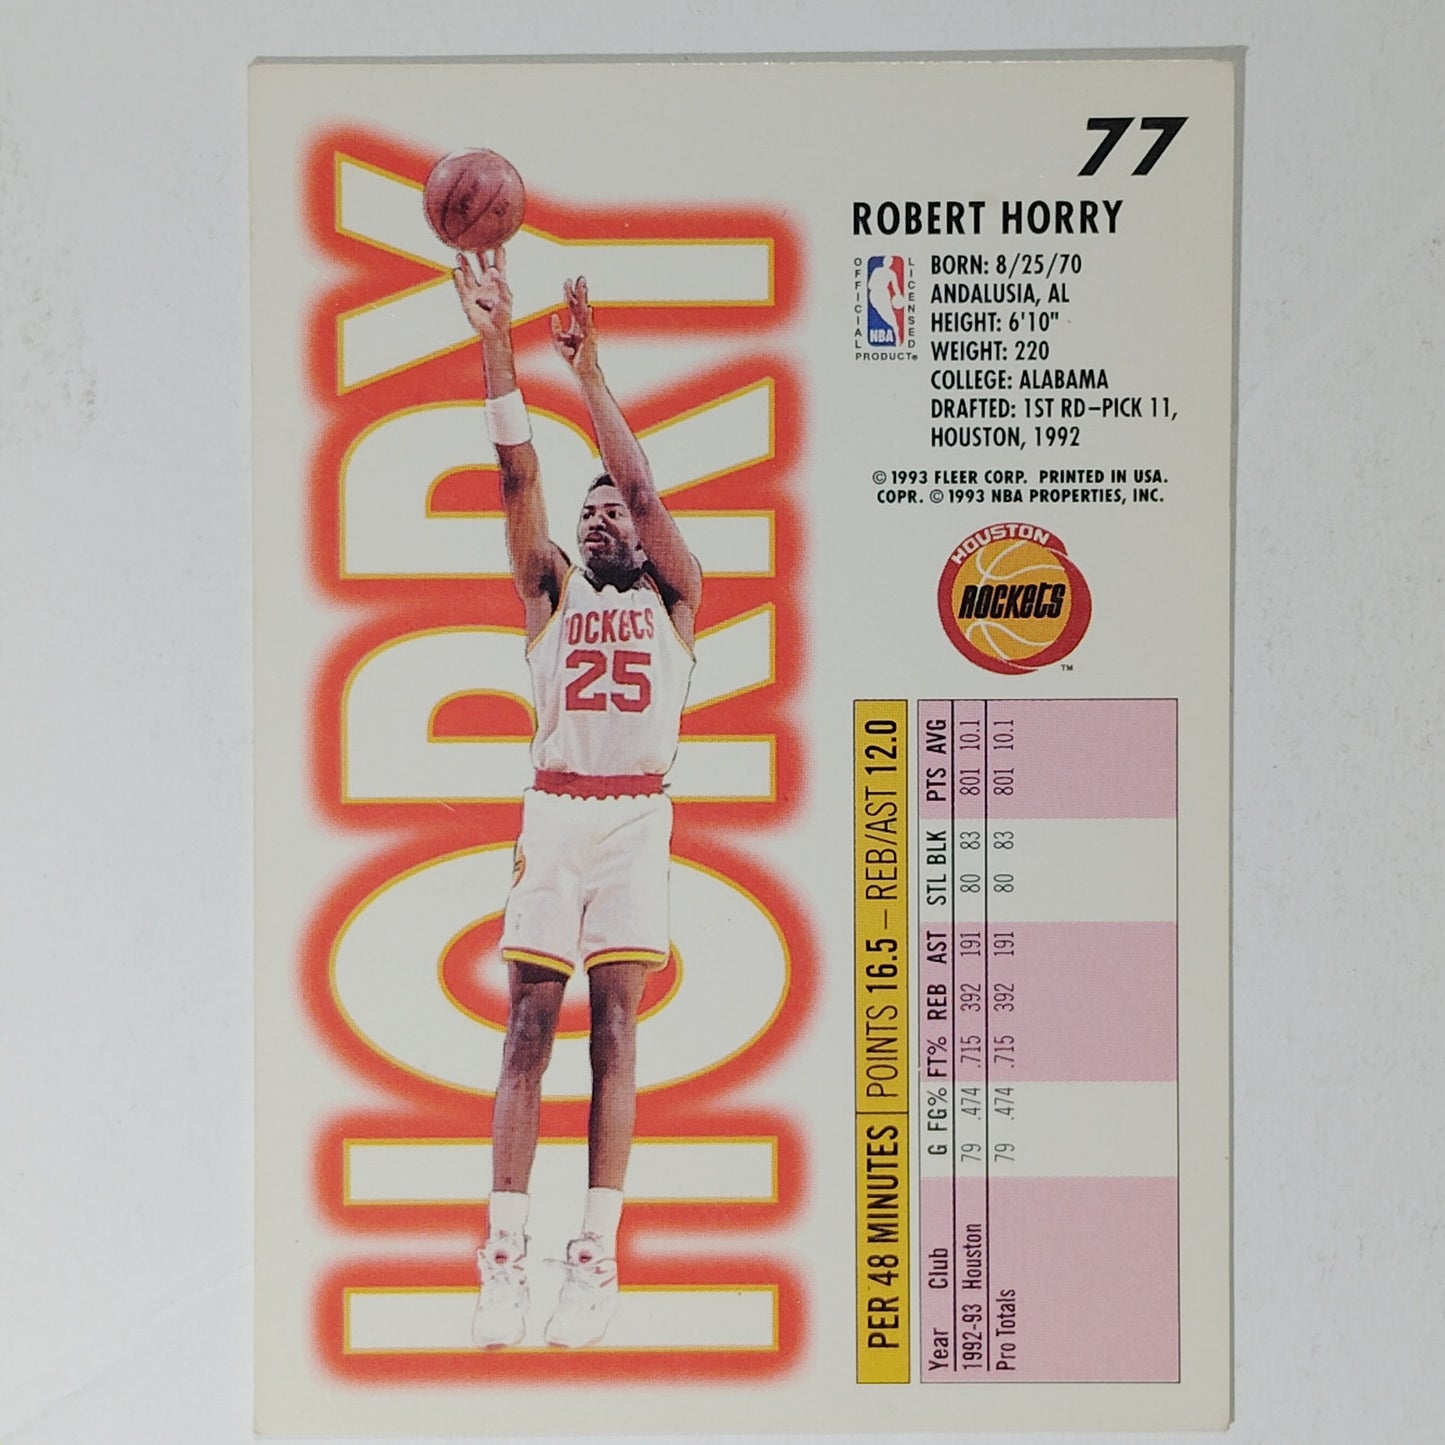 77
ROBERT HORRY
OFFICIAL LICENSED
NBA
PRODUCT®
BORN: 8/25/70
ANDALUSIA, AL
HEIGHT: 6'10"
WEIGHT: 220
COLLEGE: ALABAMA
DRAFTED: 1ST RD–PICK 11,
HOUSTON, 1992
© 1993 FLEER CORP. PRINTED IN USA.
COPR. © 1993 NBA PROPERTIES, INC.
HOUSTON
ROCKETS
TM
HORRY
ROCKETS
25
PER 48 MINUTES | POINTS 16.5 – REB/AST 12.0
Year Club G FG% FT% REB AST STL BLK PTS AVG
1992-93 Houston 79 .474 .715 392 191 80 83 801 10.1
Pro Totals 79 .474 .715 392 191 80 83 801 10.1